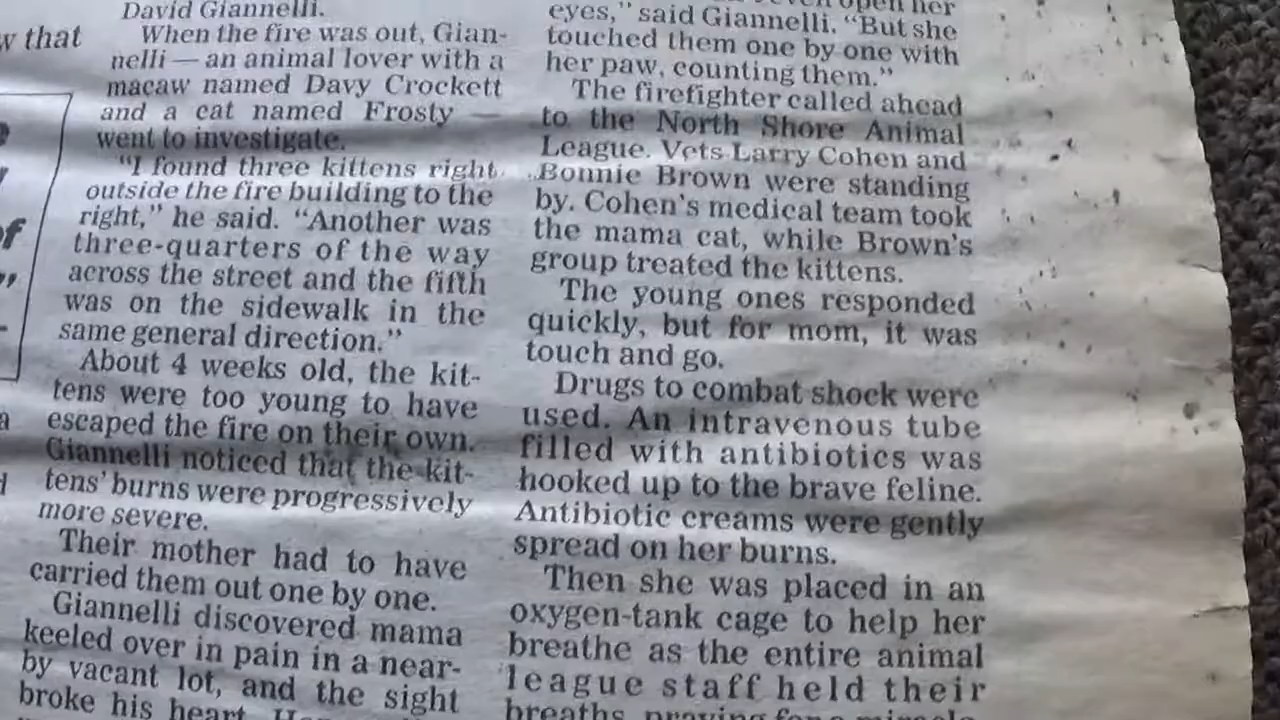 w that
of
a
David Giannelli.
When the fire was out, Gian-
nelli — an animal lover with a
macaw named Davy Crockett
and a cat named Frosty —
went to investigate.
"I found three kittens right
outside the fire building to the
right," he said. "Another was
three-quarters of the way
across the street and the fifth
was on the sidewalk in the
same general direction."
About 4 weeks old, the kit-
tens were too young to have
escaped the fire on their own.
Giannelli noticed that the kit-
tens' burns were progressively
more severe.
Their mother had to have
carried them out one by one.
Giannelli discovered mama
keeled over in pain in a near-
by vacant lot, and the sight
broke his heart.
open her
eyes," said Giannelli. "But she
touched them one by one with
her paw, counting them."
The firefighter called ahead
to the North Shore Animal
League. Vets Larry Cohen and
Bonnie Brown were standing
by. Cohen's medical team took
the mama cat, while Brown's
group treated the kittens.
The young ones responded
quickly, but for mom, it was
touch and go.
Drugs to combat shock were
used. An intravenous tube
filled with antibiotics was
hooked up to the brave feline.
Antibiotic creams were gently
spread on her burns.
Then she was placed in an
oxygen-tank cage to help her
breathe as the entire animal
league staff held their
breaths, praying for a miracle.